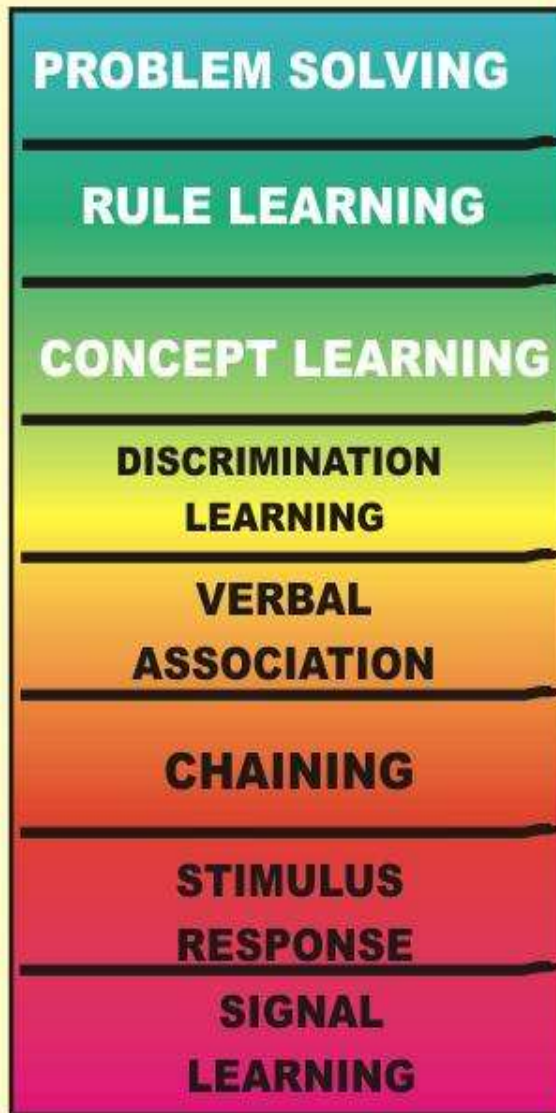 PROBLEM SOLVING
RULE LEARNING
CONCEPT LEARNING
DISCRIMINATION
LEARNING
VERBAL
ASSOCIATION
CHAINING
STIMULUS
RESPONSE
SIGNAL
LEARNING